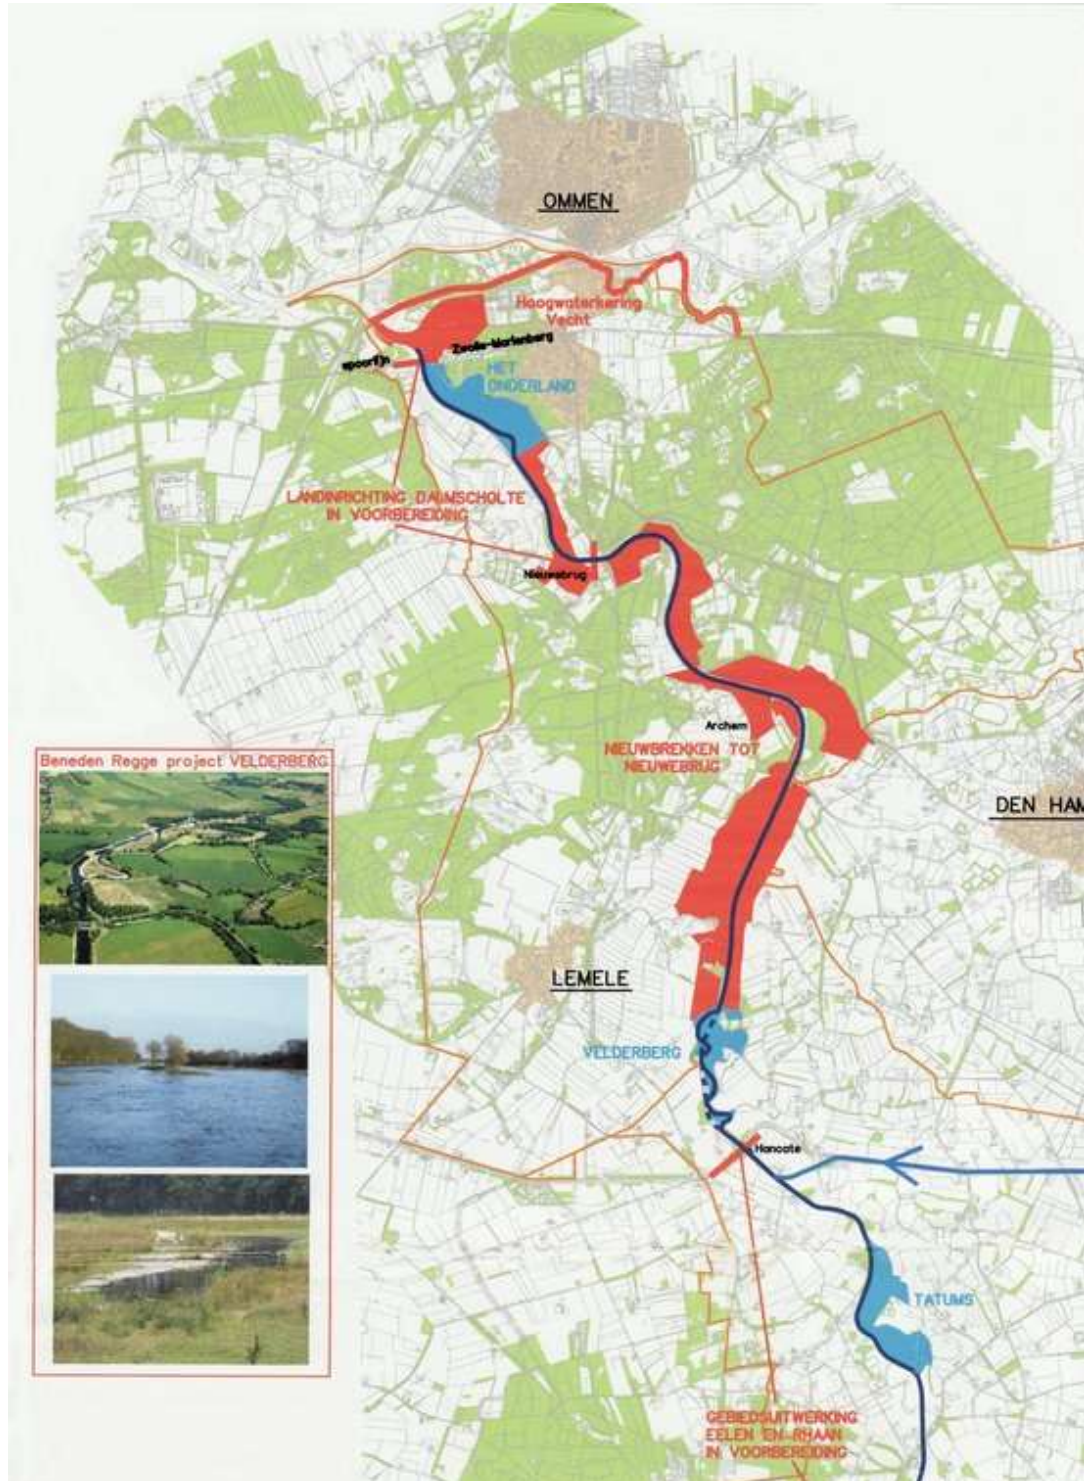 OMMEN
Hoogwaterkering
Vecht
Zwolle-Marienberg
spoorlijn
HET
ONDERLAND
LANDINRICHTING DALMSCHOLTE
IN VOORBEREIDING
Nieuwebrug
Archem
NIEUWBREKKEN TOT
NIEUWEBRUG
Beneden Regge project VELDERBERG
DEN HAM
LEMELE
VELDERBERG
Hancate
TATUMS
GEBIEDSUITWERKING
EELEN EN RHAAN
IN VOORBEREIDING